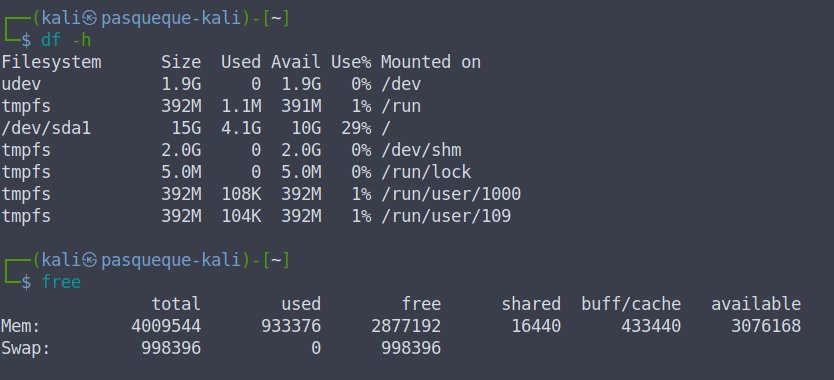 ┌──(kali㉿pasqueque-kali)-[~]
└─$ df -h
Filesystem      Size  Used Avail Use% Mounted on
udev            1.9G     0  1.9G   0% /dev
tmpfs           392M  1.1M  391M   1% /run
/dev/sda1        15G  4.1G   10G  29% /
tmpfs           2.0G     0  2.0G   0% /dev/shm
tmpfs           5.0M     0  5.0M   0% /run/lock
tmpfs           392M  108K  392M   1% /run/user/1000
tmpfs           392M  104K  392M   1% /run/user/109
┌──(kali㉿pasqueque-kali)-[~]
└─$ free
               total        used        free      shared  buff/cache   available
Mem:         4009544      933376     2877192       16440      433440     3076168
Swap:         998396           0      998396